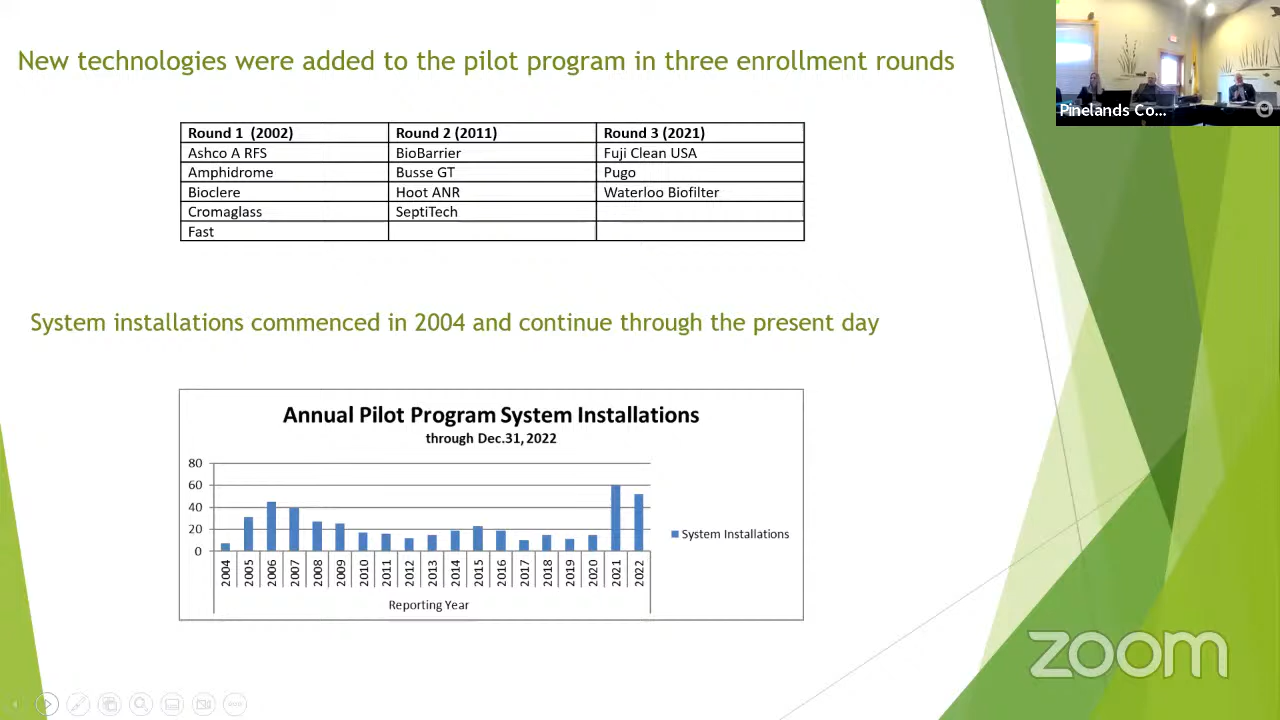 New technologies were added to the pilot program in three enrollment rounds
Pinelands Co...
Round 1 (2002) Round 2 (2011) Round 3 (2021)
Ashco A RFS BioBarrier Fuji Clean USA
Amphidrome Busse GT Pugo
Bioclere Hoot ANR Waterloo Biofilter
Cromaglass SeptiTech
Fast
System installations commenced in 2004 and continue through the present day
Annual Pilot Program System Installations
through Dec.31, 2022
80
60
40
20
0
System Installations
2004 2005 2006 2007 2008 2009 2010 2011 2012 2013 2014 2015 2016 2017 2018 2019 2020 2021 2022
Reporting Year
zoom